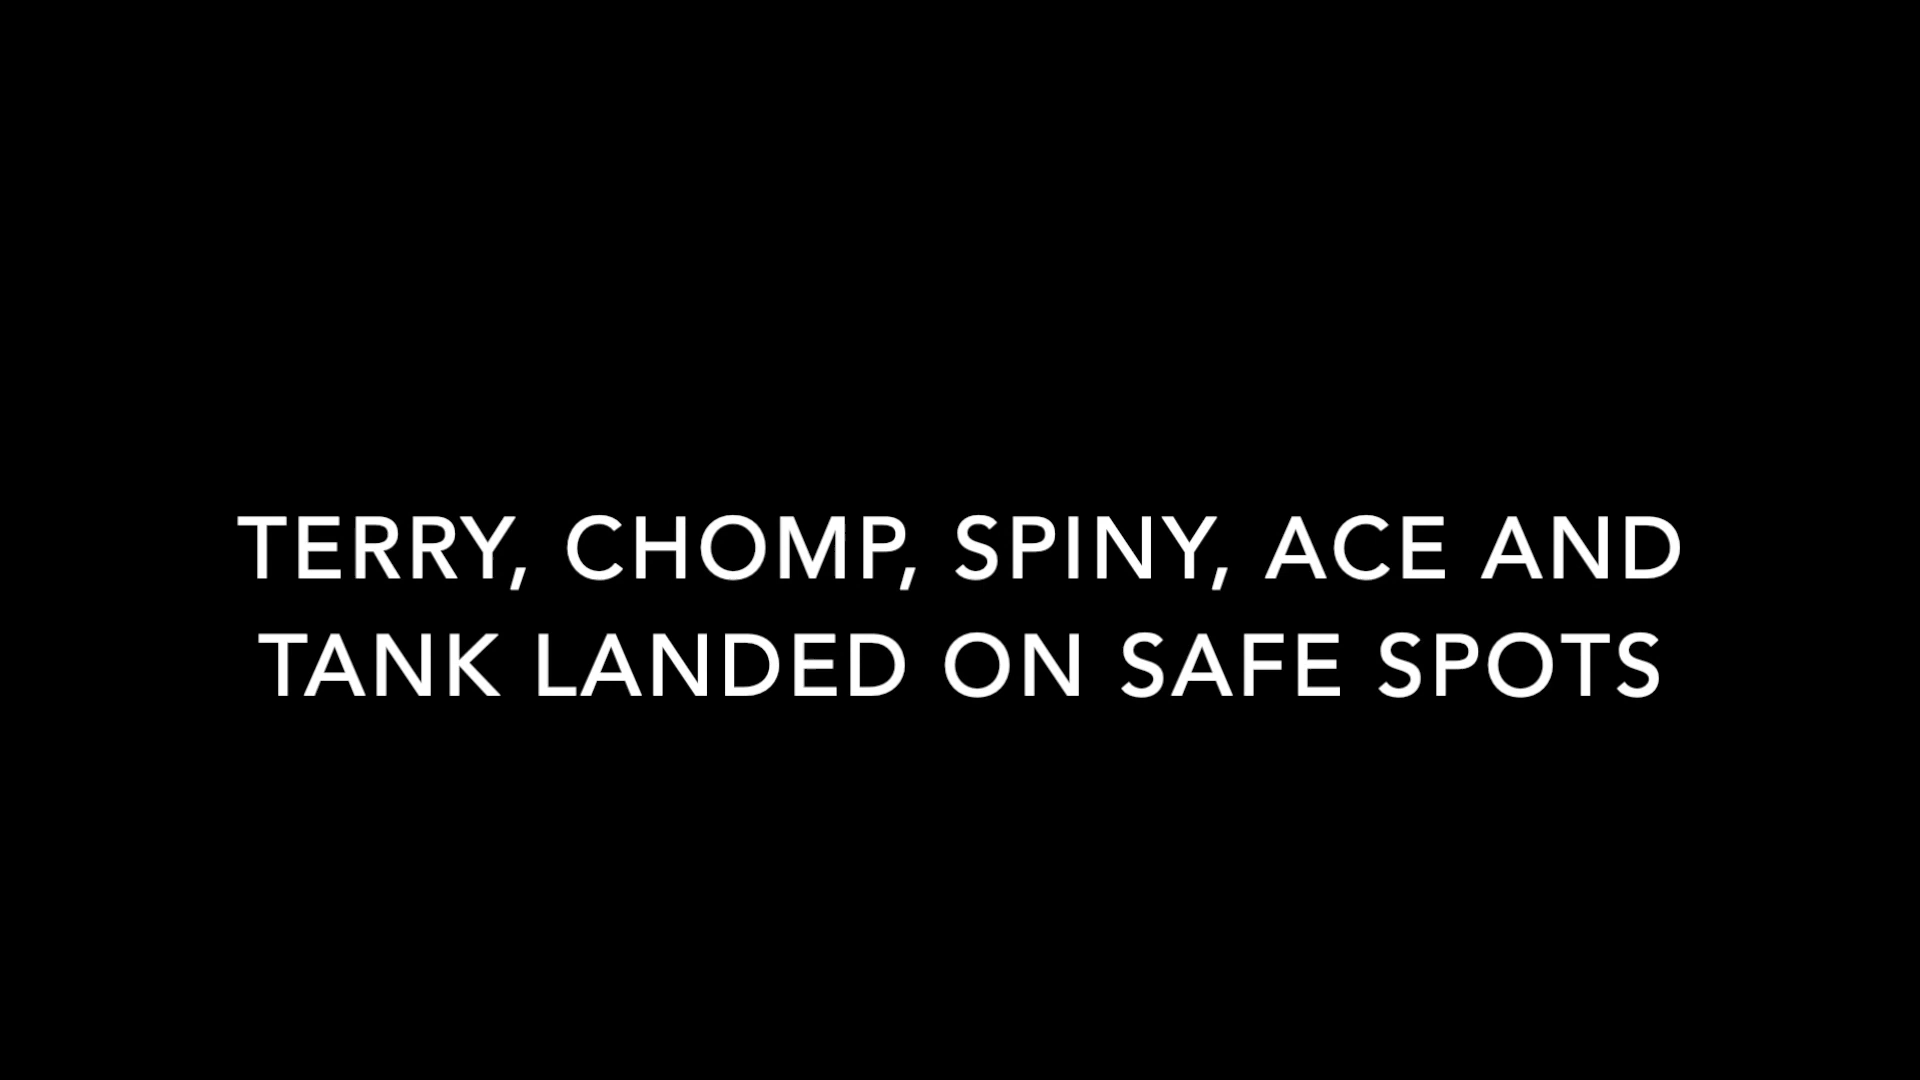 TERRY, CHOMP, SPINY, ACE AND
TANK LANDED ON SAFE SPOTS